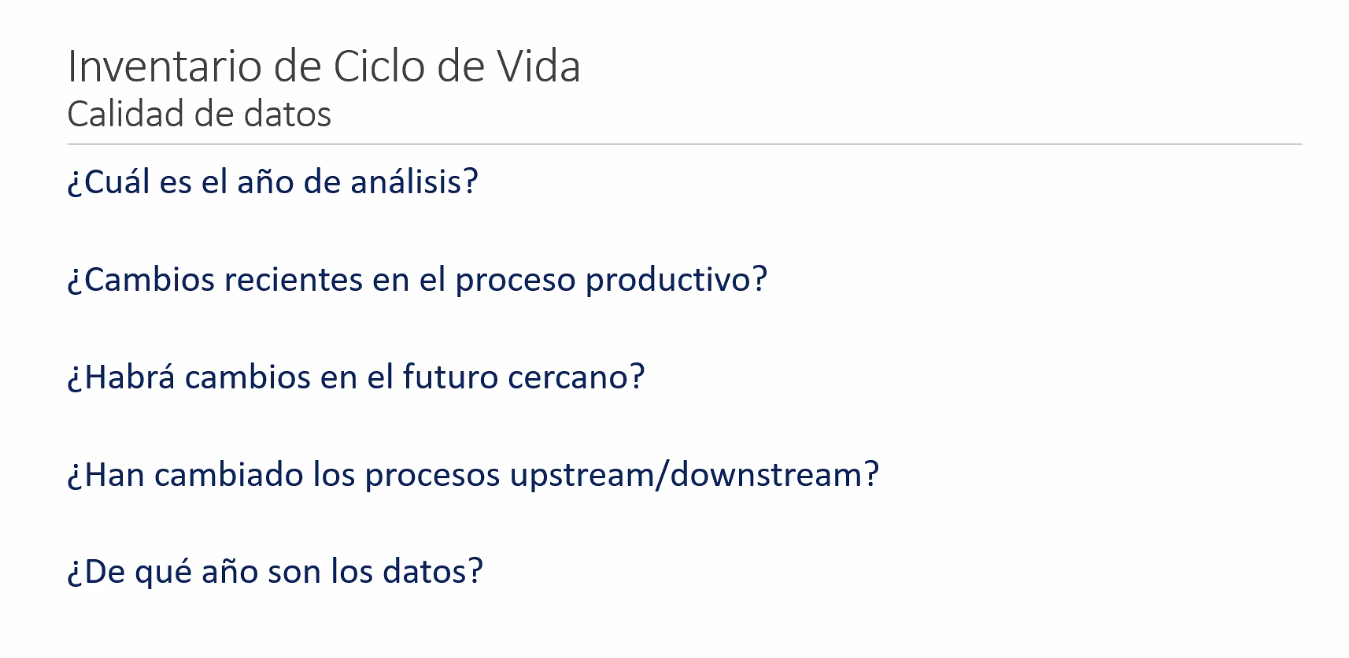 Inventario de Ciclo de Vida
Calidad de datos
¿Cuál es el año de análisis?
¿Cambios recientes en el proceso productivo?
¿Habrá cambios en el futuro cercano?
¿Han cambiado los procesos upstream/downstream?
¿De qué año son los datos?